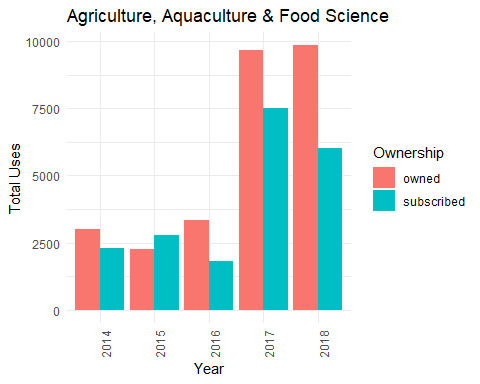 Agriculture, Aquaculture & Food Science
Total Uses
10000
7500
5000
2500
0
2014
2015
2016
2017
2018
Year
Ownership
owned
subscribed